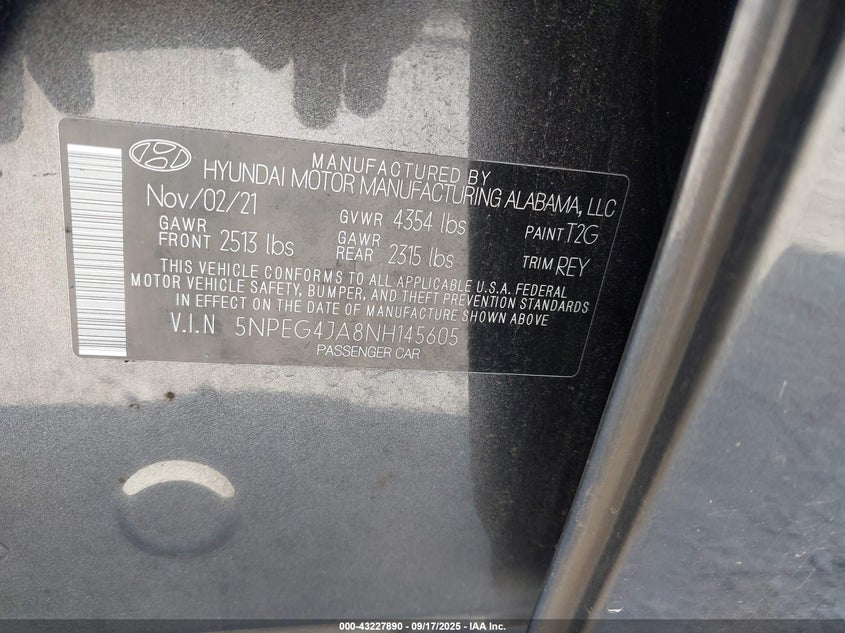 MANUFACTURED BY
HYUNDAI MOTOR MANUFACTURING ALABAMA, LLC
Nov/02/21 GVWR 4354 lbs PAINT T2G
GAWR FRONT 2513 lbs GAWR REAR 2315 lbs TRIM REY
THIS VEHICLE CONFORMS TO ALL APPLICABLE U.S.A. FEDERAL
MOTOR VEHICLE SAFETY, BUMPER, AND THEFT PREVENTION STANDARDS
IN EFFECT ON THE DATE OF MANUFACTURE SHOWN ABOVE
V.I.N 5NPEG4JA8NH145605
PASSENGER CAR
000-43227890 - 09/17/2025 - IAA Inc.